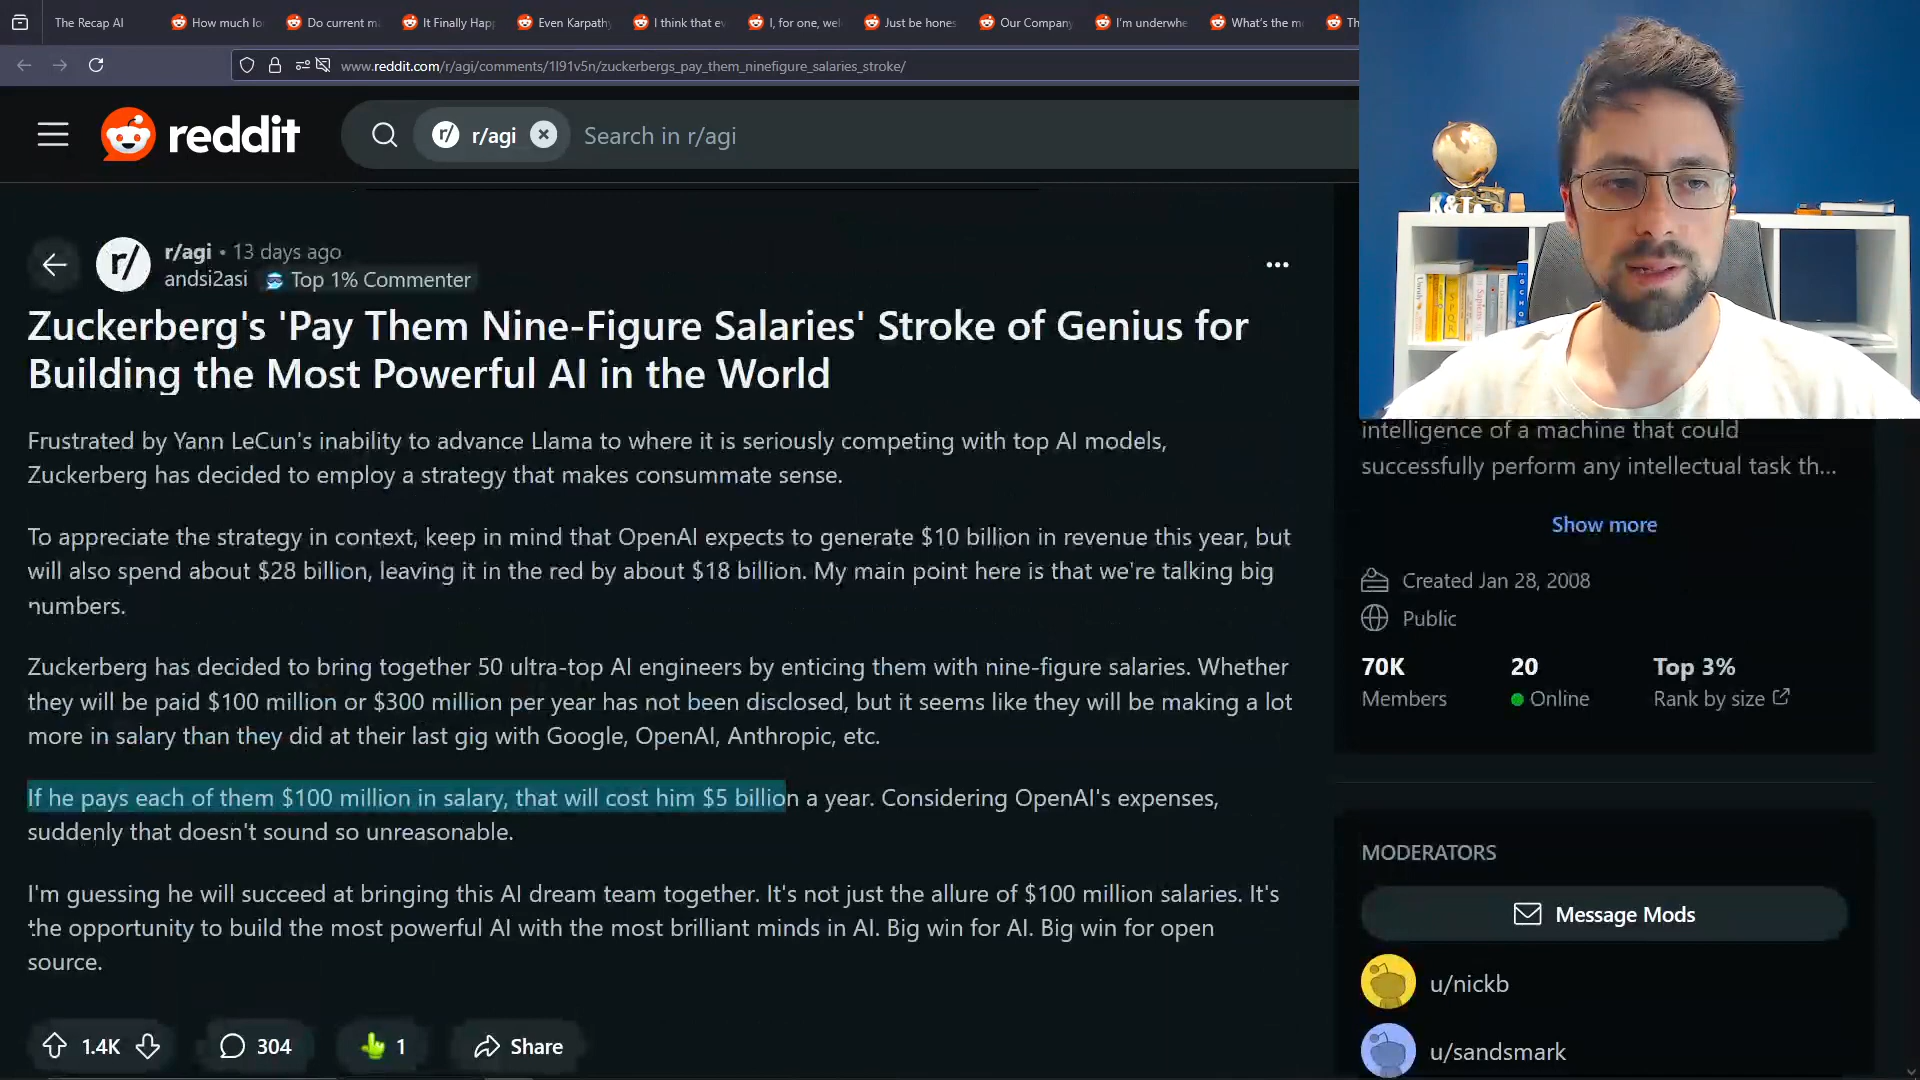 The Recap AI
How much lo
Do current m
It Finally Hap
Even Karpath
I think that ev
I, for one, wel
Just be hones
Our Company
I'm underwhe
What's the m
Th
www.reddit.com/r/agi/comments/1l91v5n/zuckerbergs_pay_them_ninefigure_salaries_stroke/
reddit
r/ r/agi
Search in r/agi
K&T
r/
r/agi • 13 days ago
andsi2asi Top 1% Commenter
Zuckerberg's 'Pay Them Nine-Figure Salaries' Stroke of Genius for
Building the Most Powerful AI in the World
Frustrated by Yann LeCun's inability to advance Llama to where it is seriously competing with top AI models,
Zuckerberg has decided to employ a strategy that makes consummate sense.
To appreciate the strategy in context, keep in mind that OpenAI expects to generate $10 billion in revenue this year, but
will also spend about $28 billion, leaving it in the red by about $18 billion. My main point here is that we're talking big
numbers.
Zuckerberg has decided to bring together 50 ultra-top AI engineers by enticing them with nine-figure salaries. Whether
they will be paid $100 million or $300 million per year has not been disclosed, but it seems like they will be making a lot
more in salary than they did at their last gig with Google, OpenAI, Anthropic, etc.
If he pays each of them $100 million in salary, that will cost him $5 billion a year. Considering OpenAI's expenses,
suddenly that doesn't sound so unreasonable.
I'm guessing he will succeed at bringing this AI dream team together. It's not just the allure of $100 million salaries. It's
the opportunity to build the most powerful AI with the most brilliant minds in AI. Big win for AI. Big win for open
source.
1.4K
304
1
Share
intelligence of a machine that could
successfully perform any intellectual task th...
Show more
Created Jan 28, 2008
Public
70K
Members
20
Online
Top 3%
Rank by size
MODERATORS
Message Mods
u/nickb
u/sandsmark